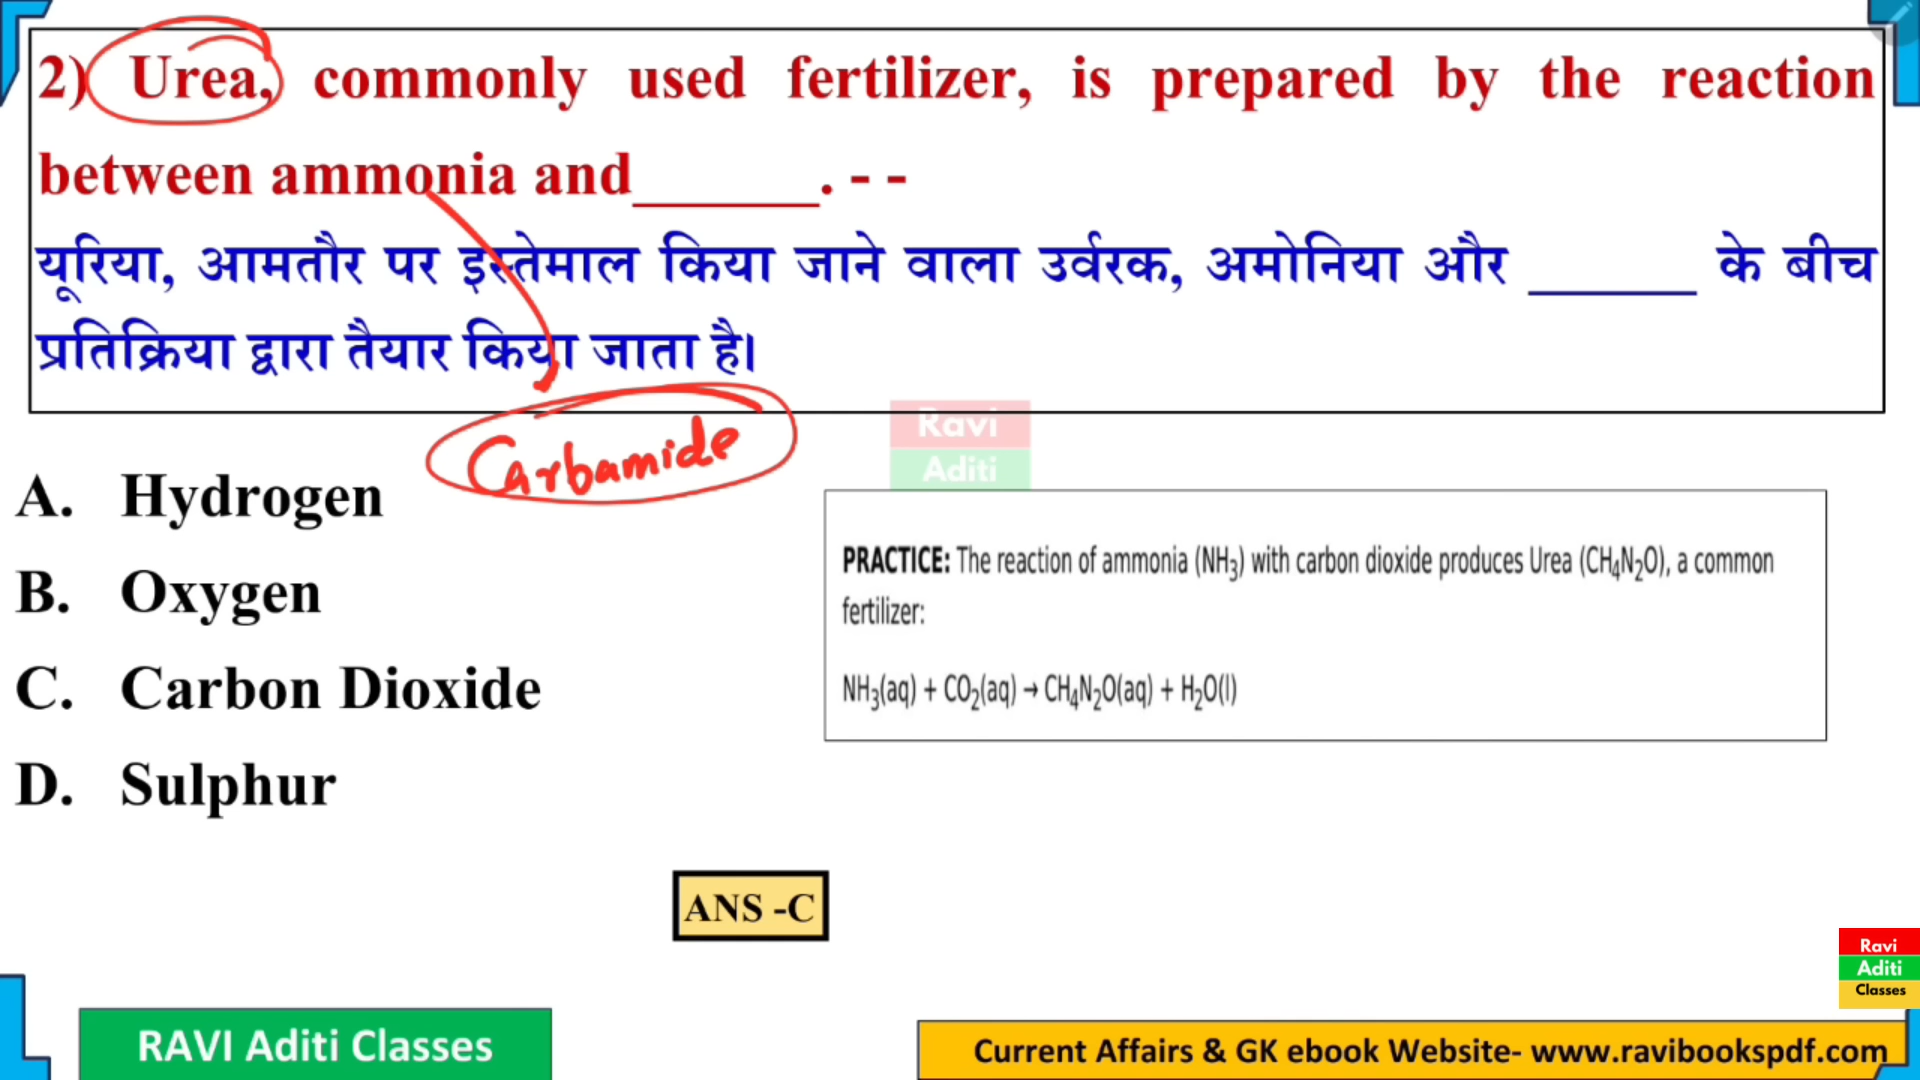 2) Urea, commonly used fertilizer, is prepared by the reaction
between ammonia and______. - -
यूरिया, आमतौर पर इस्तेमाल किया जाने वाला उर्वरक, अमोनिया और ______ के बीच
प्रतिक्रिया द्वारा तैयार किया जाता है।
Carbamide
Ravi
Aditi
A. Hydrogen
B. Oxygen
C. Carbon Dioxide
D. Sulphur
PRACTICE: The reaction of ammonia (NH₃) with carbon dioxide produces Urea (CH₄N₂O), a common
fertilizer:
NH₃(aq) + CO₂(aq) → CH₄N₂O(aq) + H₂O(l)
ANS -C
Ravi
Aditi
Classes
RAVI Aditi Classes
Current Affairs & GK ebook Website- www.ravibookspdf.com